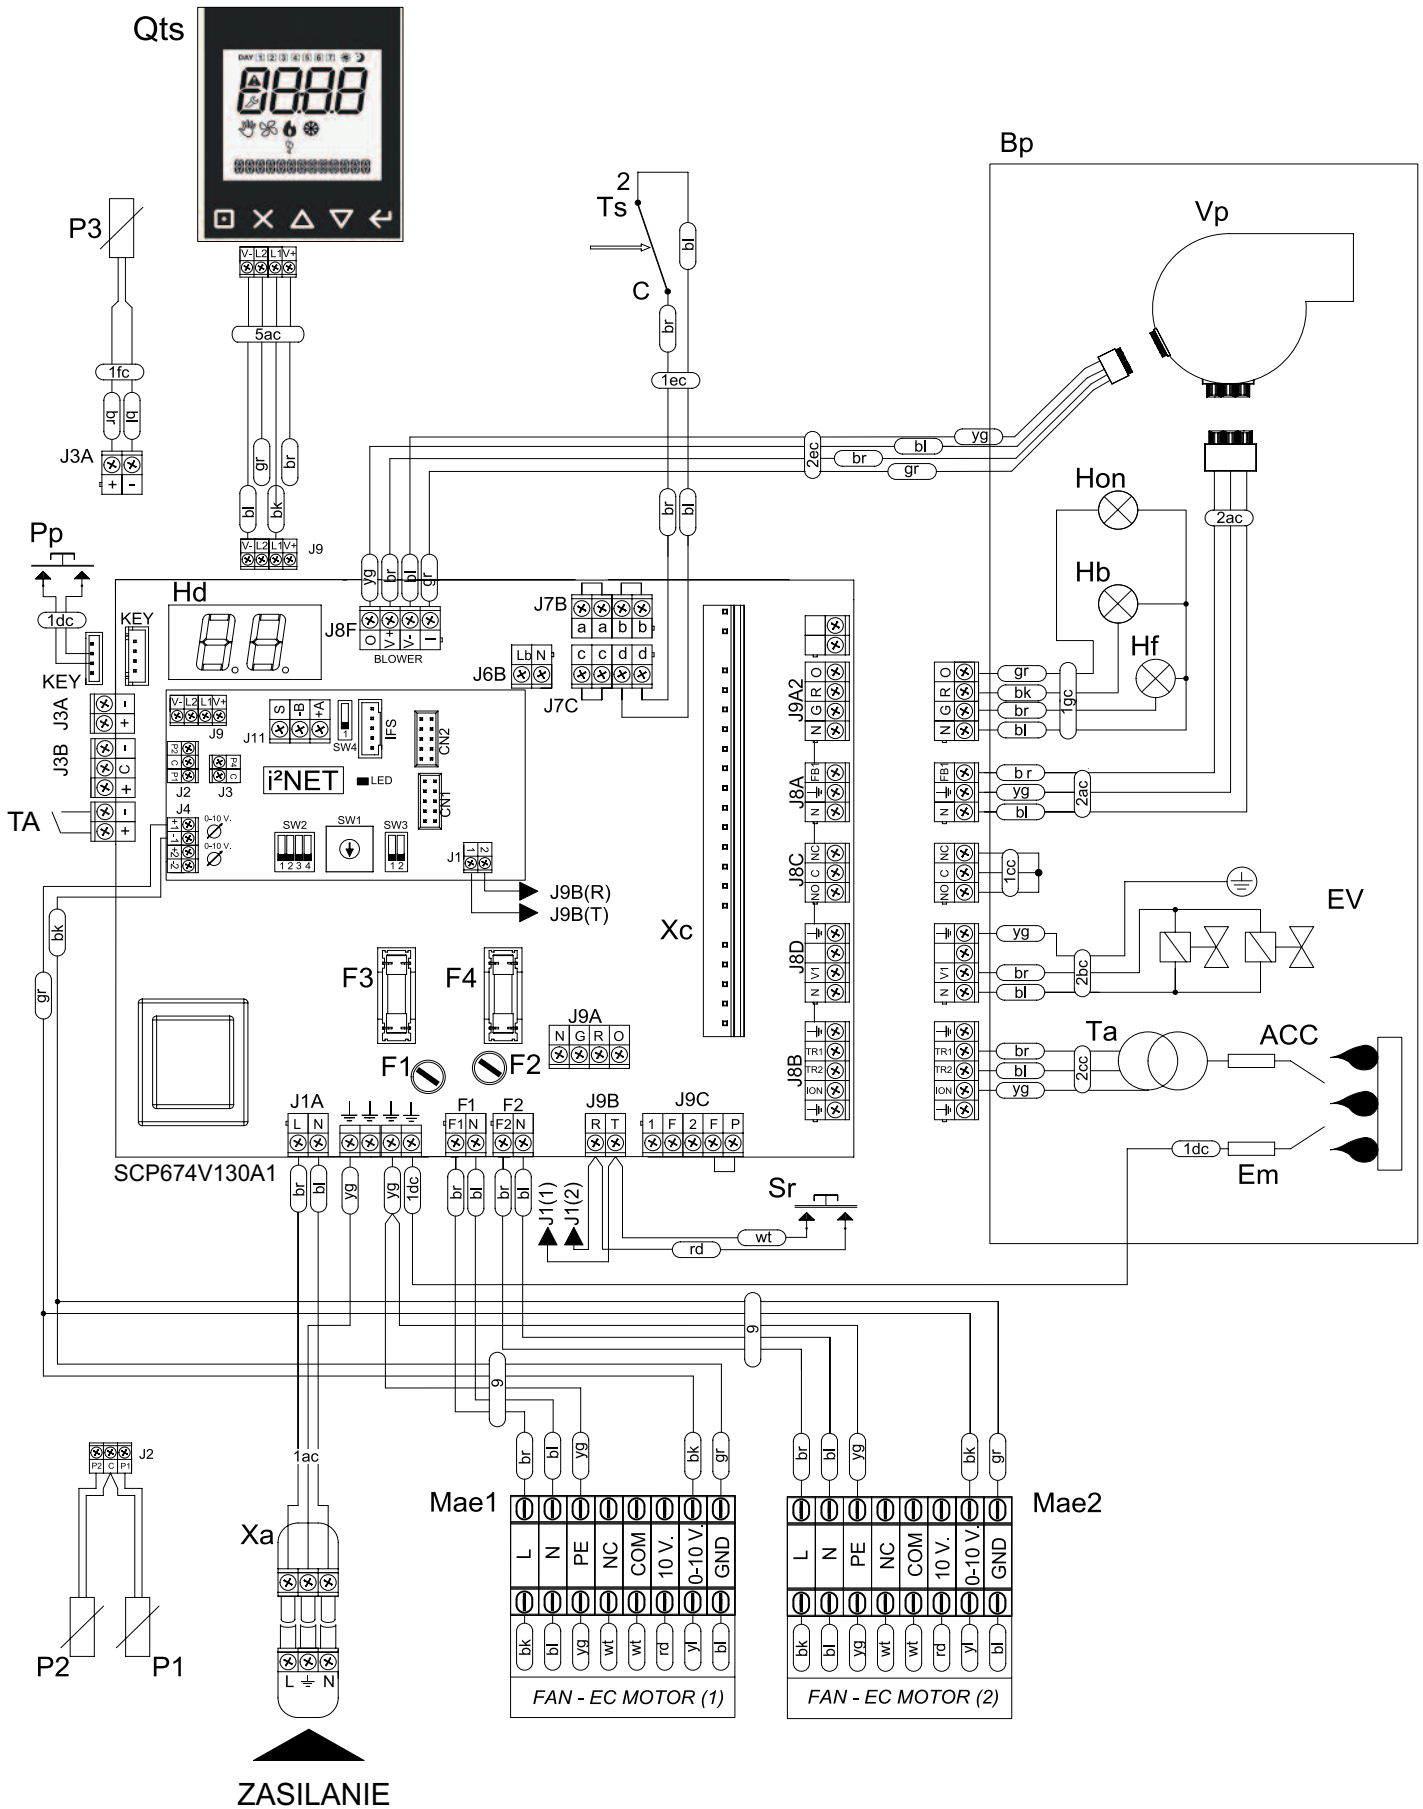 Qts
DAY 1 2 3 4 5 6 7
V- L2 L1 V+
5ac
bl gr bk br
V- L2 L1 V+ J9
P3
1fc
br bl
J3A
+ -
Pp
1dc
KEY
KEY
2
Ts
C
bl
br
1ec
br bl
Bp
Vp
yg
bl
br
gr
2ec
2ac
Hon
Hb
Hf
Hd
yg br bl gr
J8F
O V+ V- I
BLOWER
J7B
a a b b
c c d d
J7C
Lb N
J6B
J3A
- +
J3B
- C +
TA
- +
V- L2 L1 V+
J9
P2 C P1
J2
P4 C
J3
J4
+1 -1 +2 -2
0-10 V.
0-10 V.
J11
S -B +A
SW4
1
IFS
CN2
CN1
i²NET
LED
SW2
1 2 3 4
SW1
SW3
1 2
J1
1 2
J9B(R)
J9B(T)
Xc
J9A2
O R G N
J8A
FB1 N
J8C
NC C NO
J8D
V1 N
J8B
TR1 TR2 ION
O R G N
gr
bk
br
bl
1gc
FB1 N
br
yg
bl
2ac
NC C NO
1cc
V1 N
yg
br
bl
2bc
EV
TR1 TR2 ION
br
bl
yg
2cc
Ta
ACC
1dc
Em
bk
gr
F3
F4
F1
F2
J9A
N G R O
J1A
L N
F1
F1 N
F2
F2 N
J9B
R T
J9C
1 F 2 F P
SCP674V130A1
br bl yg yg 1dc br bl br bl
J1(1)
J1(2)
Sr
wt
rd
9
9
1ac
J2
P2 C P1
P2
P1
Xa
L N
ZASILANIE
br bl yg bk gr
Mae1
L N PE NC COM 10 V. 0-10 V. GND
bk bl yg wt wt rd yl bl
FAN - EC MOTOR (1)
br bl yg bk gr
Mae2
L N PE NC COM 10 V. 0-10 V. GND
bk bl yg wt wt rd yl bl
FAN - EC MOTOR (2)